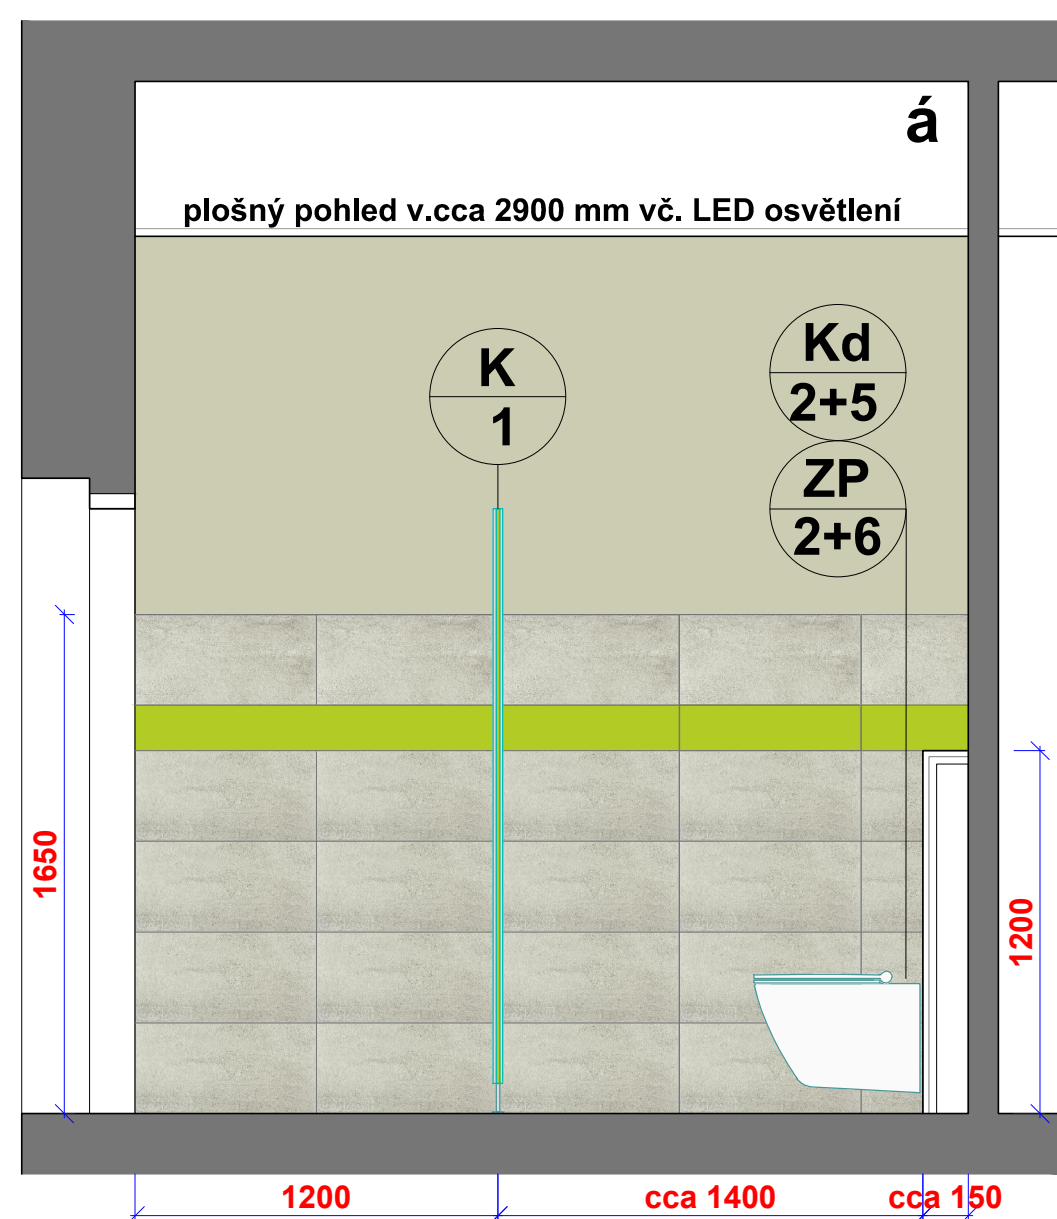 á
plošný pohled v.cca 2900 mm vč. LED osvětlení
K
1
Kd
2+5
ZP
2+6
1650
1200
1200
cca 1400
cca 150